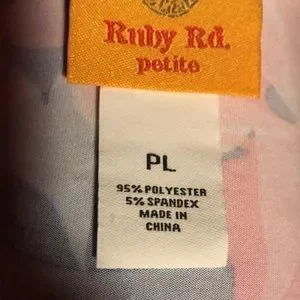 Ruby Rd.
petite
PL
95% POLYESTER
5% SPANDEX
MADE IN
CHINA